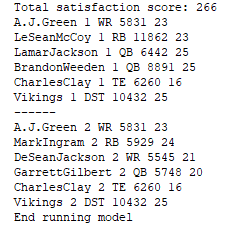 Total satisfaction score: 266
A.J.Green 1 WR 5831 23
LeSeanMcCoy 1 RB 11862 23
LamarJackson 1 QB 6442 25
BrandonWeeden 1 QB 8891 25
CharlesClay 1 TE 6260 16
Vikings 1 DST 10432 25
------
A.J.Green 2 WR 5831 23
MarkIngram 2 RB 5929 24
DeSeanJackson 2 WR 5545 21
GarrettGilbert 2 QB 5748 20
CharlesClay 2 TE 6260 16
Vikings 2 DST 10432 25
End running model